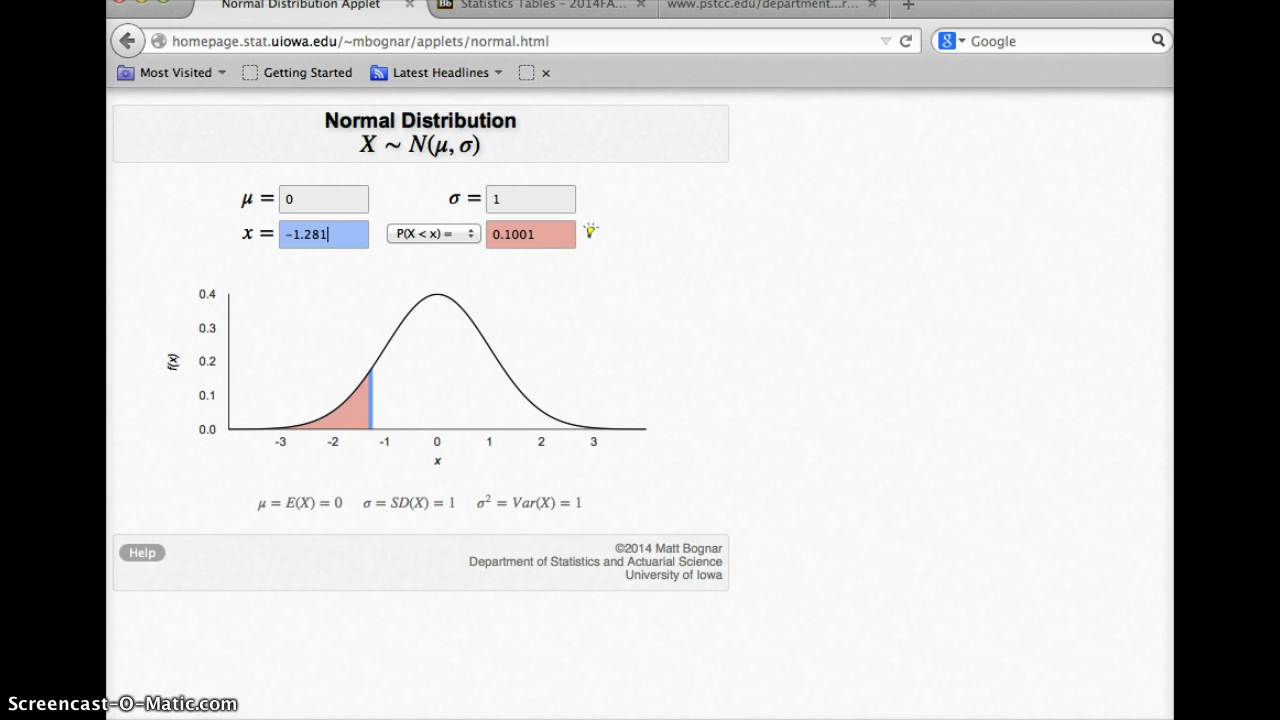 Normal Distribution Applet × Statistics Tables - 2014FA... × www.pstcc.edu/department...r... × +
homepage.stat.uiowa.edu/~mbognar/applets/normal.html Google
Most Visited Getting Started Latest Headlines ×
Normal Distribution
X ~ N(μ, σ)
μ = 0 σ = 1
x = -1.281 P(X < x) = 0.1001
0.4
0.3
0.2
0.1
0.0
f(x)
-3 -2 -1 0 1 2 3
x
μ = E(X) = 0 σ = SD(X) = 1 σ² = Var(X) = 1
Help
©2014 Matt Bognar
Department of Statistics and Actuarial Science
University of Iowa
Screencast-O-Matic.com